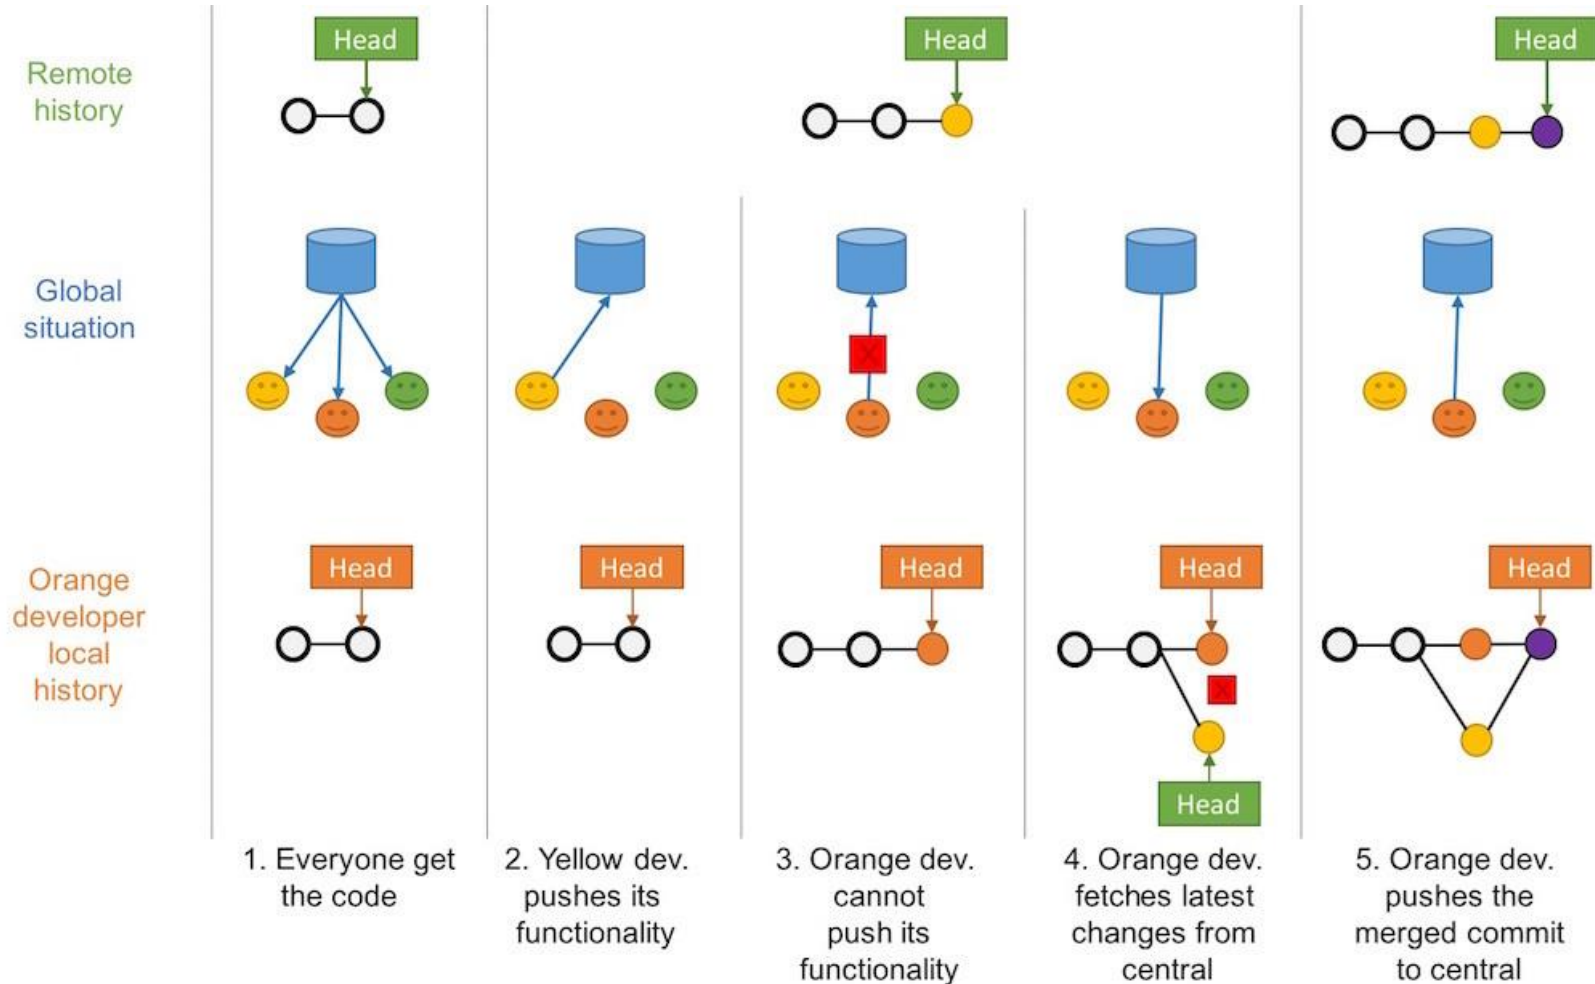 Head
Head
Head
Remote
history
Global
situation
X
Head
Head
Head
Head
Head
Orange
developer
local
history
X
Head
1. Everyone get
the code
2. Yellow dev.
pushes its
functionality
3. Orange dev.
cannot
push its
functionality
4. Orange dev.
fetches latest
changes from
central
5. Orange dev.
pushes the
merged commit
to central